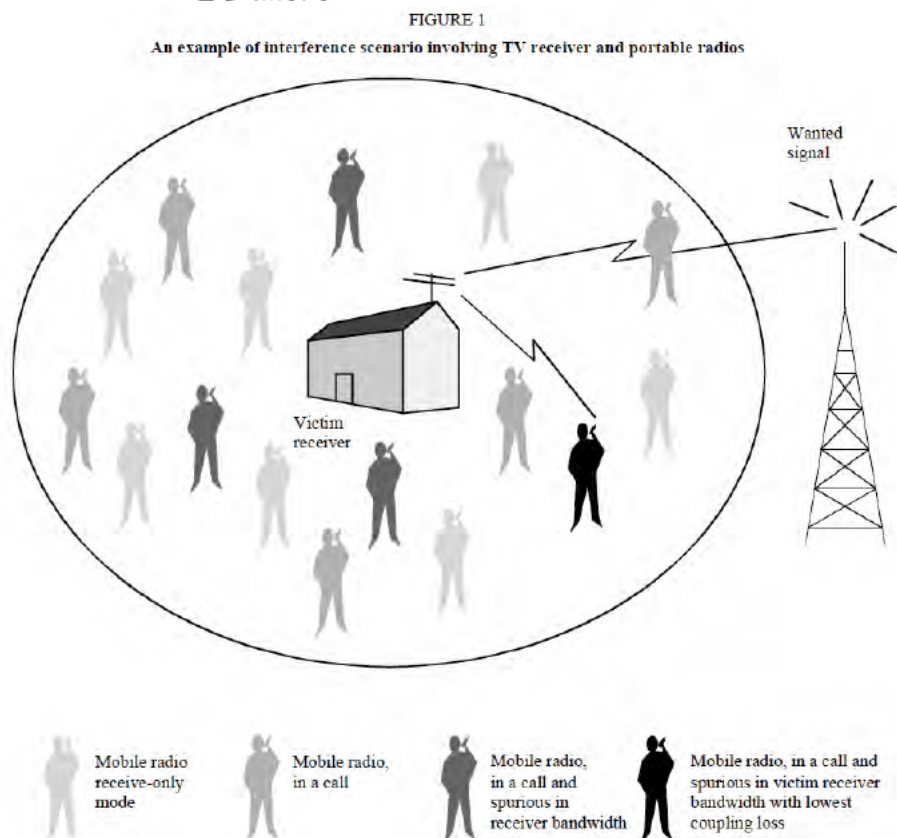 FIGURE 1
An example of interference scenario involving TV receiver and portable radios
Wanted
signal
Victim
receiver
Mobile radio
receive-only
mode
Mobile radio,
in a call
Mobile radio,
in a call and
spurious in
receiver bandwidth
Mobile radio, in a call and
spurious in victim receiver
bandwidth with lowest
coupling loss